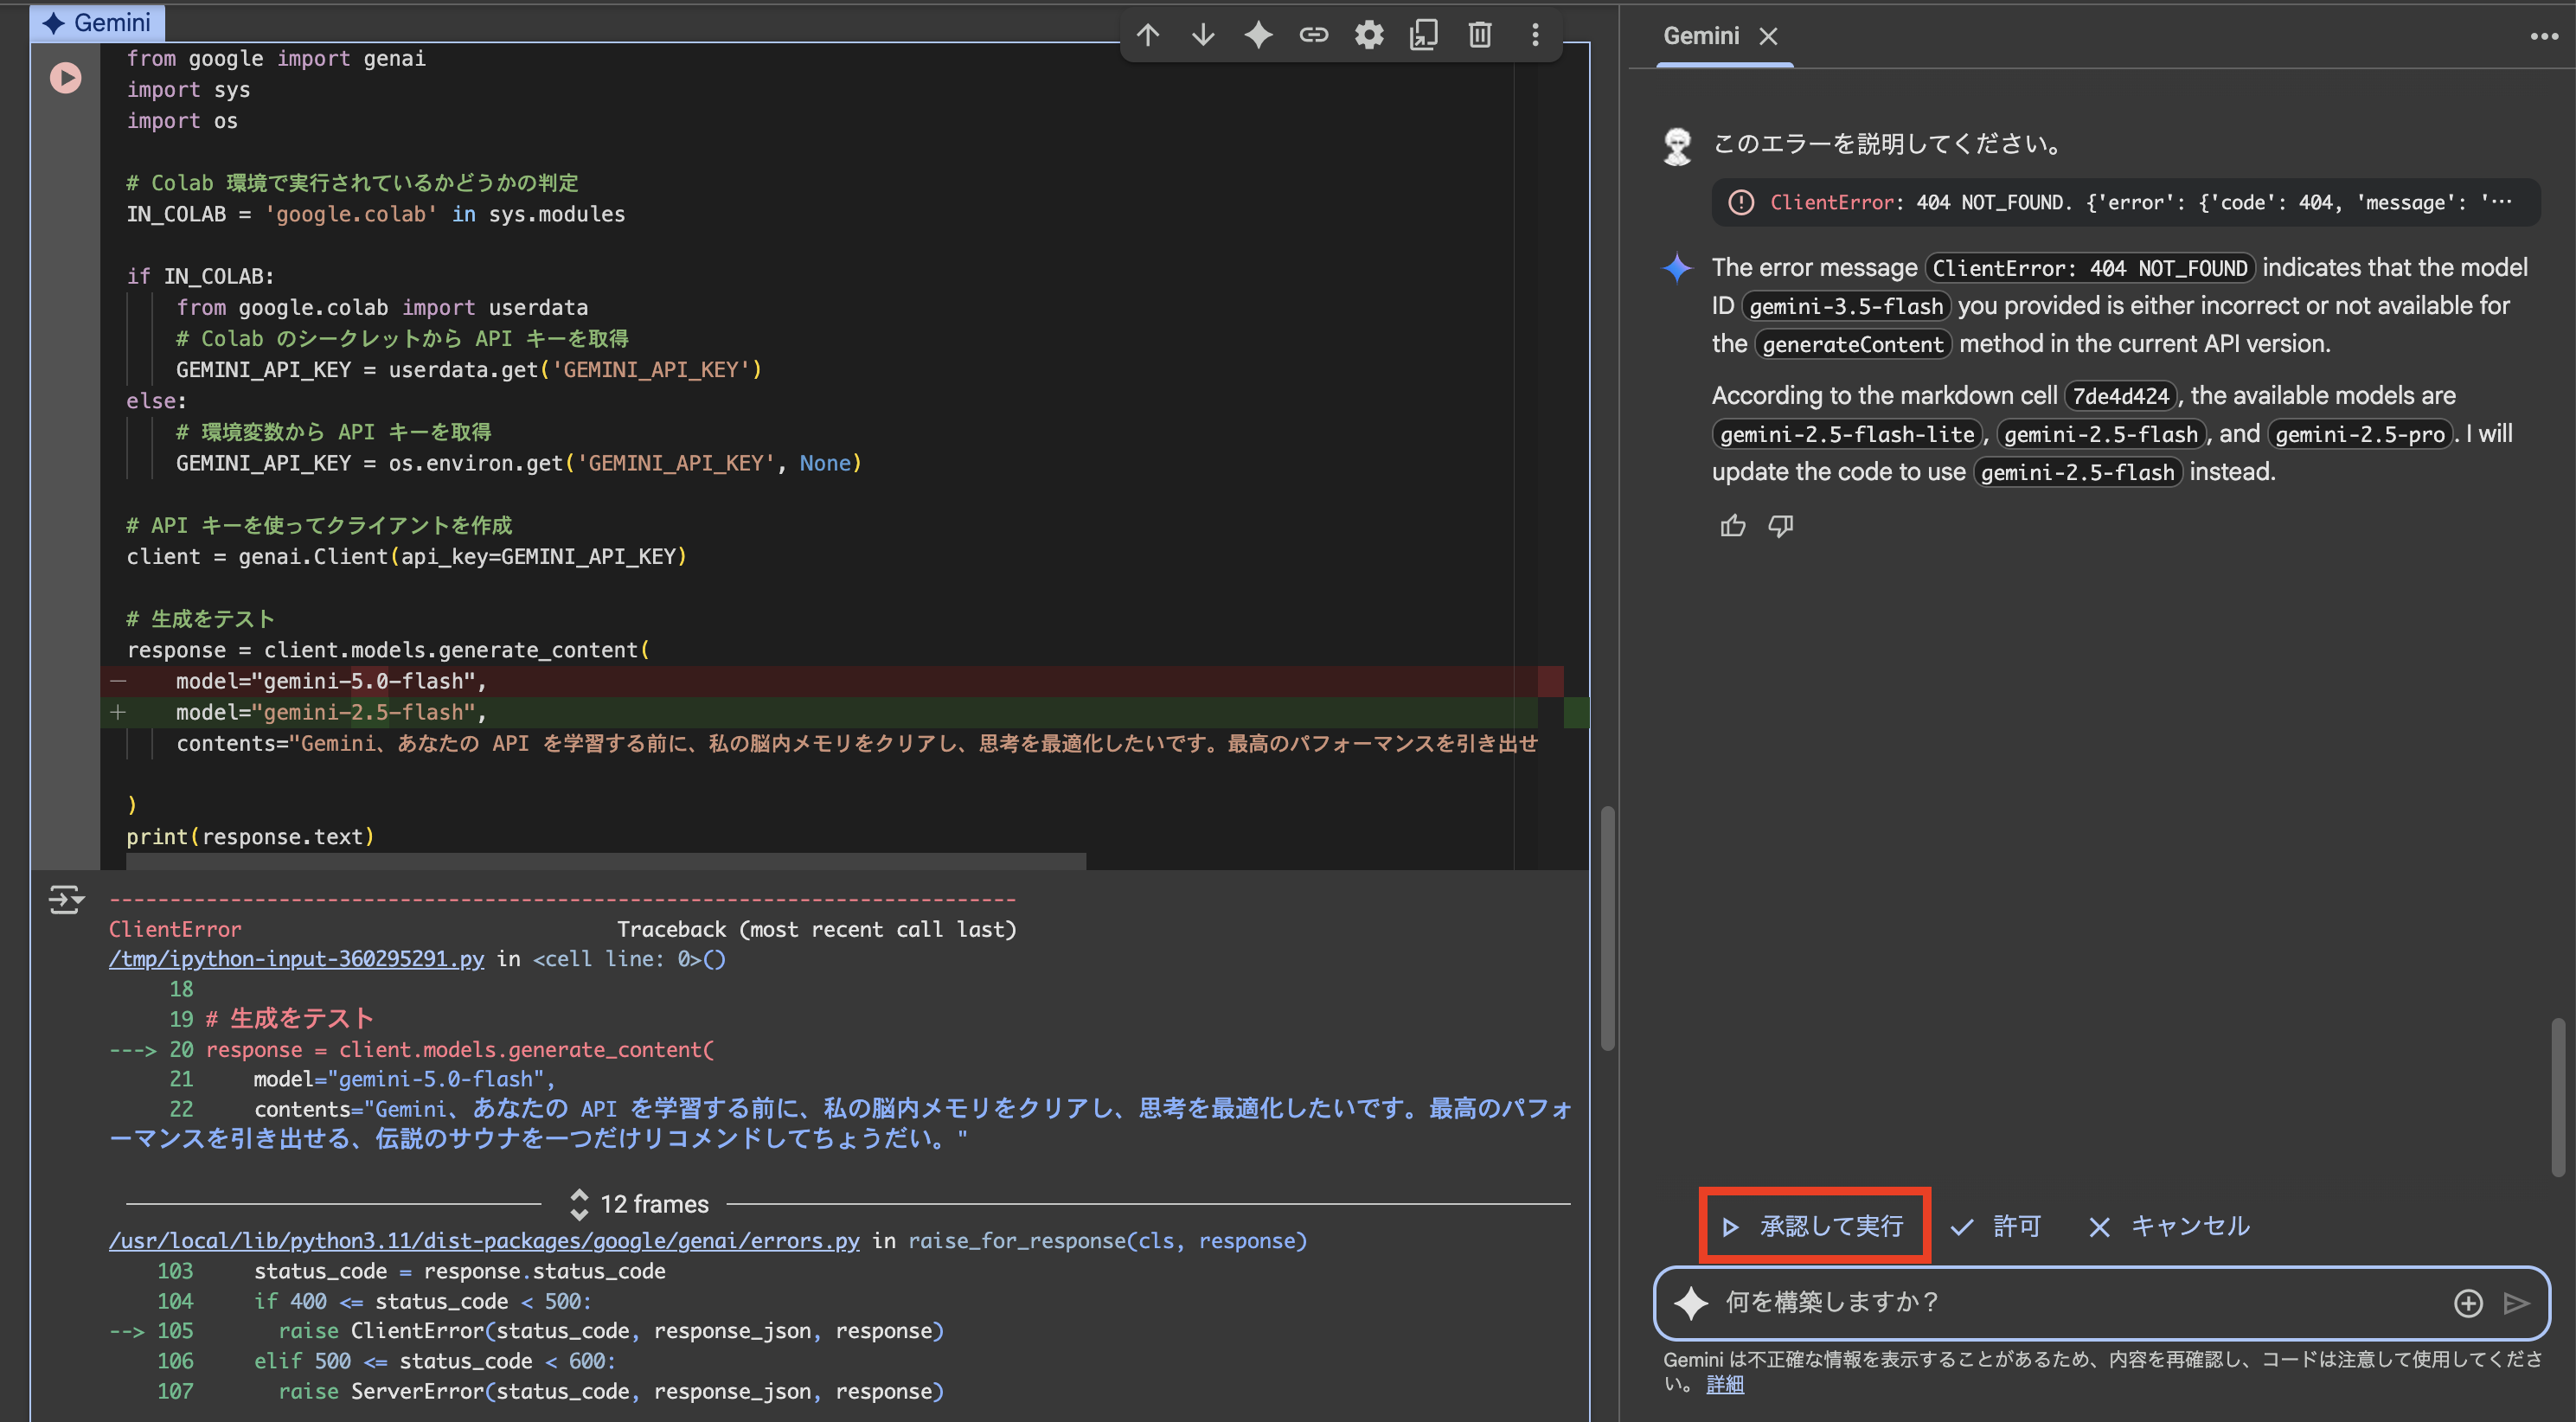 Gemini
from google import genai
import sys
import os
# Colab 環境で実行されているかどうかの判定
IN_COLAB = 'google.colab' in sys.modules
if IN_COLAB:
from google.colab import userdata
# Colab のシークレットから API キーを取得
GEMINI_API_KEY = userdata.get('GEMINI_API_KEY')
else:
# 環境変数から API キーを取得
GEMINI_API_KEY = os.environ.get('GEMINI_API_KEY', None)
# API キーを使ってクライアントを作成
client = genai.Client(api_key=GEMINI_API_KEY)
# 生成をテスト
response = client.models.generate_content(
— model="gemini-5.0-flash",
+ model="gemini-2.5-flash",
contents="Gemini、あなたの API を学習する前に、私の脳内メモリをクリアし、思考を最適化したいです。最高のパフォーマンスを引き出せ
)
print(response.text)
---------------------------------------------------------------------------
ClientError Traceback (most recent call last)
/tmp/ipython-input-360295291.py in <cell line: 0>()
18
19 # 生成をテスト
---> 20 response = client.models.generate_content(
21 model="gemini-5.0-flash",
22 contents="Gemini、あなたの API を学習する前に、私の脳内メモリをクリアし、思考を最適化したいです。最高のパフォ
ーマンスを引き出せる、伝説のサウナを一つだけリコメンドしてちょうだい。"
12 frames
/usr/local/lib/python3.11/dist-packages/google/genai/errors.py in raise_for_response(cls, response)
103 status_code = response.status_code
104 if 400 <= status_code < 500:
--> 105 raise ClientError(status_code, response_json, response)
106 elif 500 <= status_code < 600:
107 raise ServerError(status_code, response_json, response)
Gemini
このエラーを説明してください。
ClientError: 404 NOT_FOUND. {'error': {'code': 404, 'message': '…
The error message ClientError: 404 NOT_FOUND indicates that the model
ID gemini-3.5-flash you provided is either incorrect or not available for
the generateContent method in the current API version.
According to the markdown cell 7de4d424, the available models are
gemini-2.5-flash-lite, gemini-2.5-flash, and gemini-2.5-pro. I will
update the code to use gemini-2.5-flash instead.
承認して実行 許可 キャンセル
何を構築しますか？
Gemini は不正確な情報を表示することがあるため、内容を再確認し、コードは注意して使用してくださ
い。 詳細